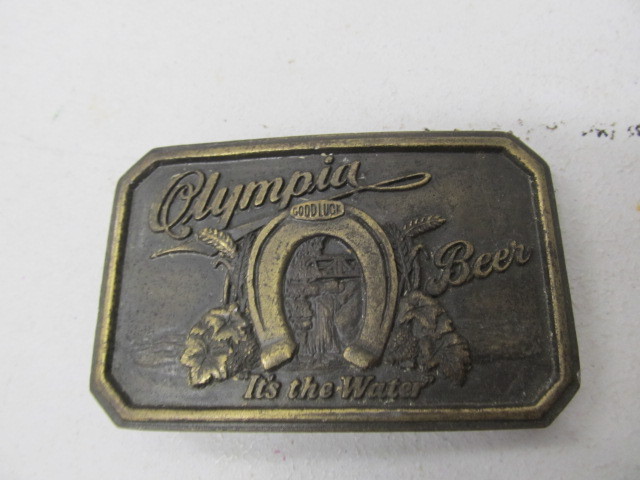 Olympia
GOOD LUCK
Beer
It's the Water